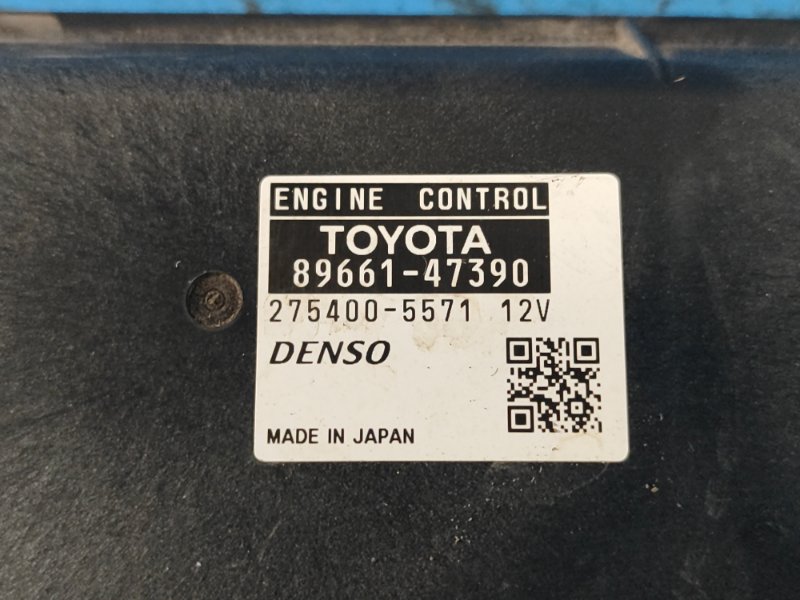 ENGINE CONTROL
TOYOTA
89661-47390
275400-5571 12V
DENSO
MADE IN JAPAN